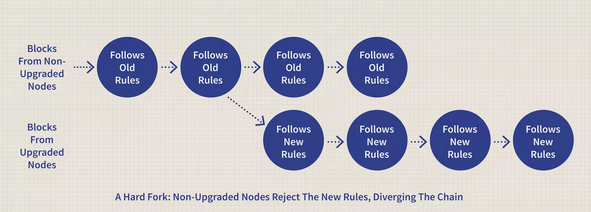 Blocks
From Non-
Upgraded
Nodes
Follows
Old
Rules
Follows
Old
Rules
Follows
Old
Rules
Follows
Old
Rules
Blocks
From
Upgraded
Nodes
Follows
New
Rules
Follows
New
Rules
Follows
New
Rules
Follows
New
Rules
A Hard Fork: Non-Upgraded Nodes Reject The New Rules, Diverging The Chain